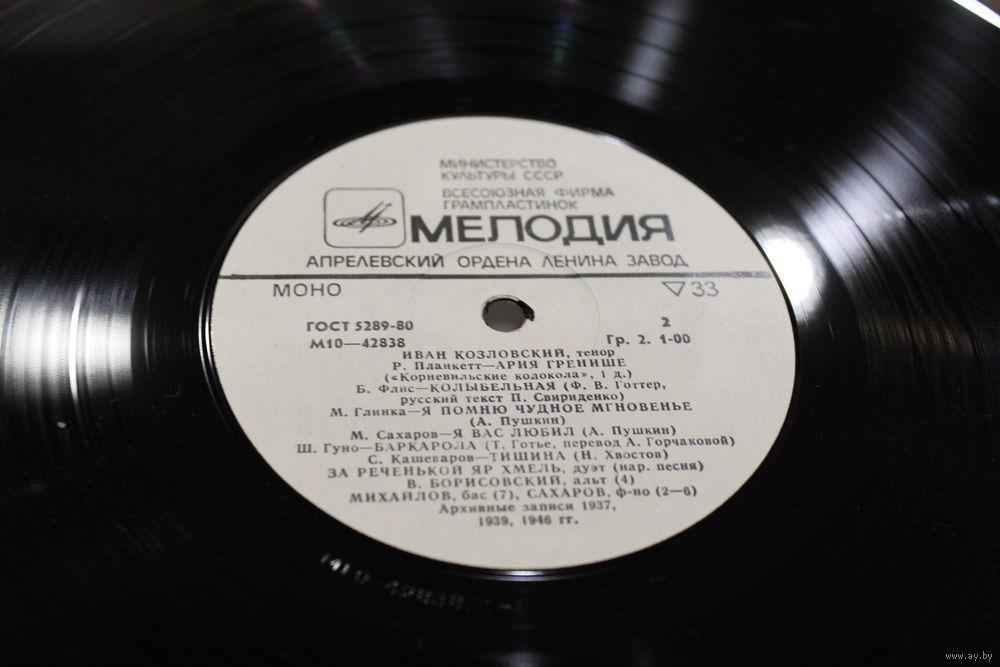 МИНИСТЕРСТВО
КУЛЬТУРЫ СССР
ВСЕСОЮЗНАЯ ФИРМА
ГРАМПЛАСТИНОК
МЕЛОДИЯ
АПРЕЛЕВСКИЙ ОРДЕНА ЛЕНИНА ЗАВОД
МОНО 33
ГОСТ 5289-80 2
М10—42838 Гр. 2. 1-00
ИВАН КОЗЛОВСКИЙ, тенор
Р. Планкетт—АРИЯ ГРЕНИШЕ
(«Корневильские колокола», 1 д.)
Б. Флис—КОЛЫБЕЛЬНАЯ (Ф. В. Готтер,
русский текст П. Свириденко)
М. Глинка—Я ПОМНЮ ЧУДНОЕ МГНОВЕНЬЕ
(А. Пушкин)
М. Сахаров—Я ВАС ЛЮБИЛ (А. Пушкин)
Ш. Гуно—БАРКАРОЛА (Т. Готье, перевод А. Горчаковой)
С. Кашеваров—ТИШИНА (Н. Хвостов)
ЗА РЕЧЕНЬКОЙ ЯР ХМЕЛЬ, дуэт (нар. песня)
В. БОРИСОВСКИЙ, альт (4)
МИХАЙЛОВ, бас (7), САХАРОВ, ф-но (2—6)
Архивные записи 1937,
1939, 1946 гг.
www.ay.by